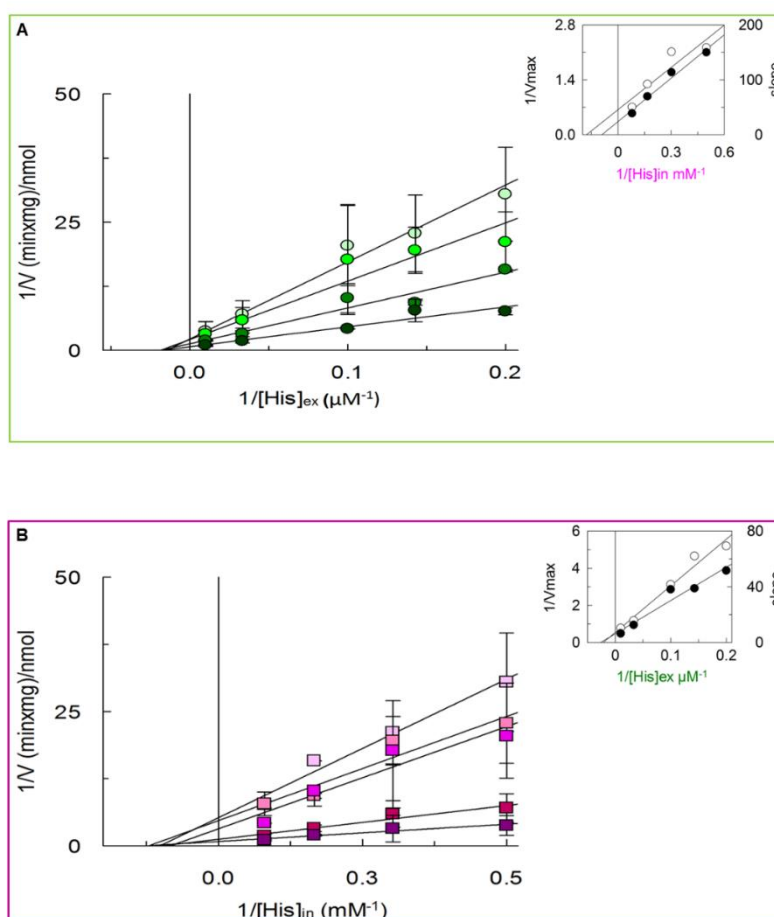 A
2.8
200
1.4
100
0.0
0
0
0.3
0.6
1/Vmax
slope
1/[His]in mM⁻¹
50
25
0
1/V (minxmg)/nmol
0.0
0.1
0.2
1/[His]ex (µM⁻¹)
B
6
80
4
2
40
0
0
0
0.1
0.2
1/Vmax
slope
1/[His]ex µM⁻¹
50
25
0
1/V (minxmg)/nmol
0.0
0.3
0.5
1/[His]in (mM⁻¹)